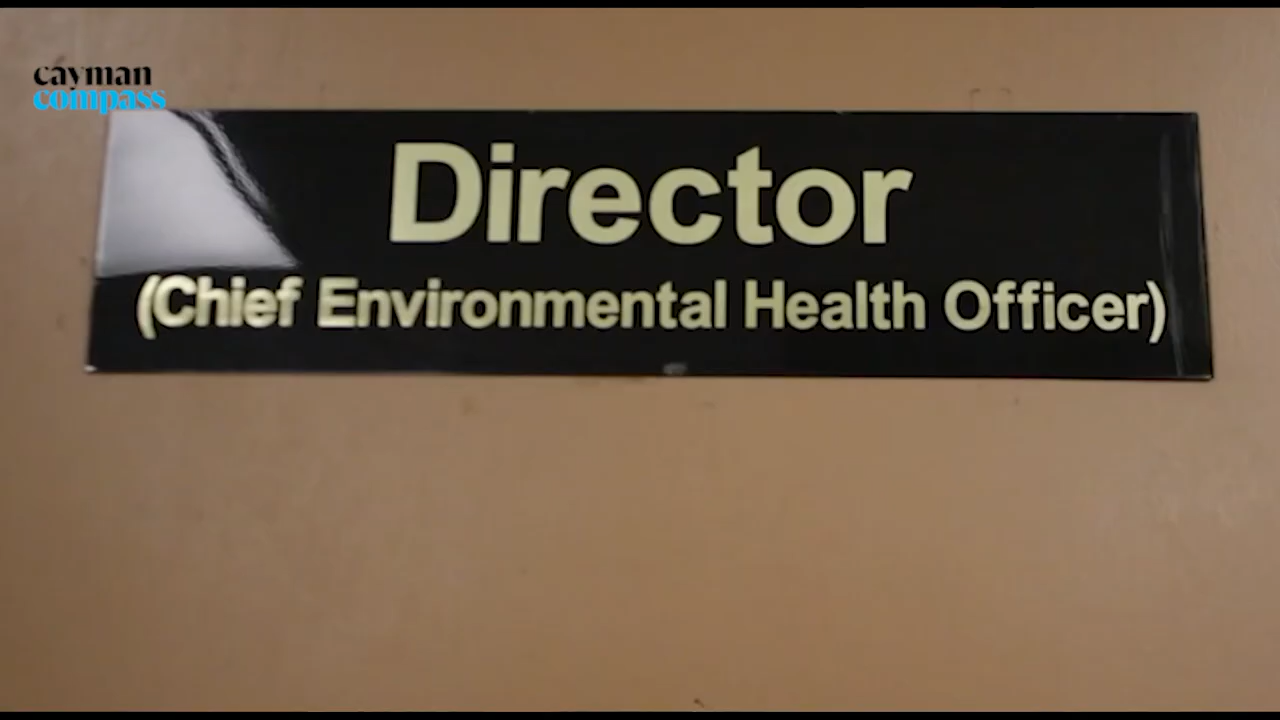 cayman
compass
Director
(Chief Environmental Health Officer)